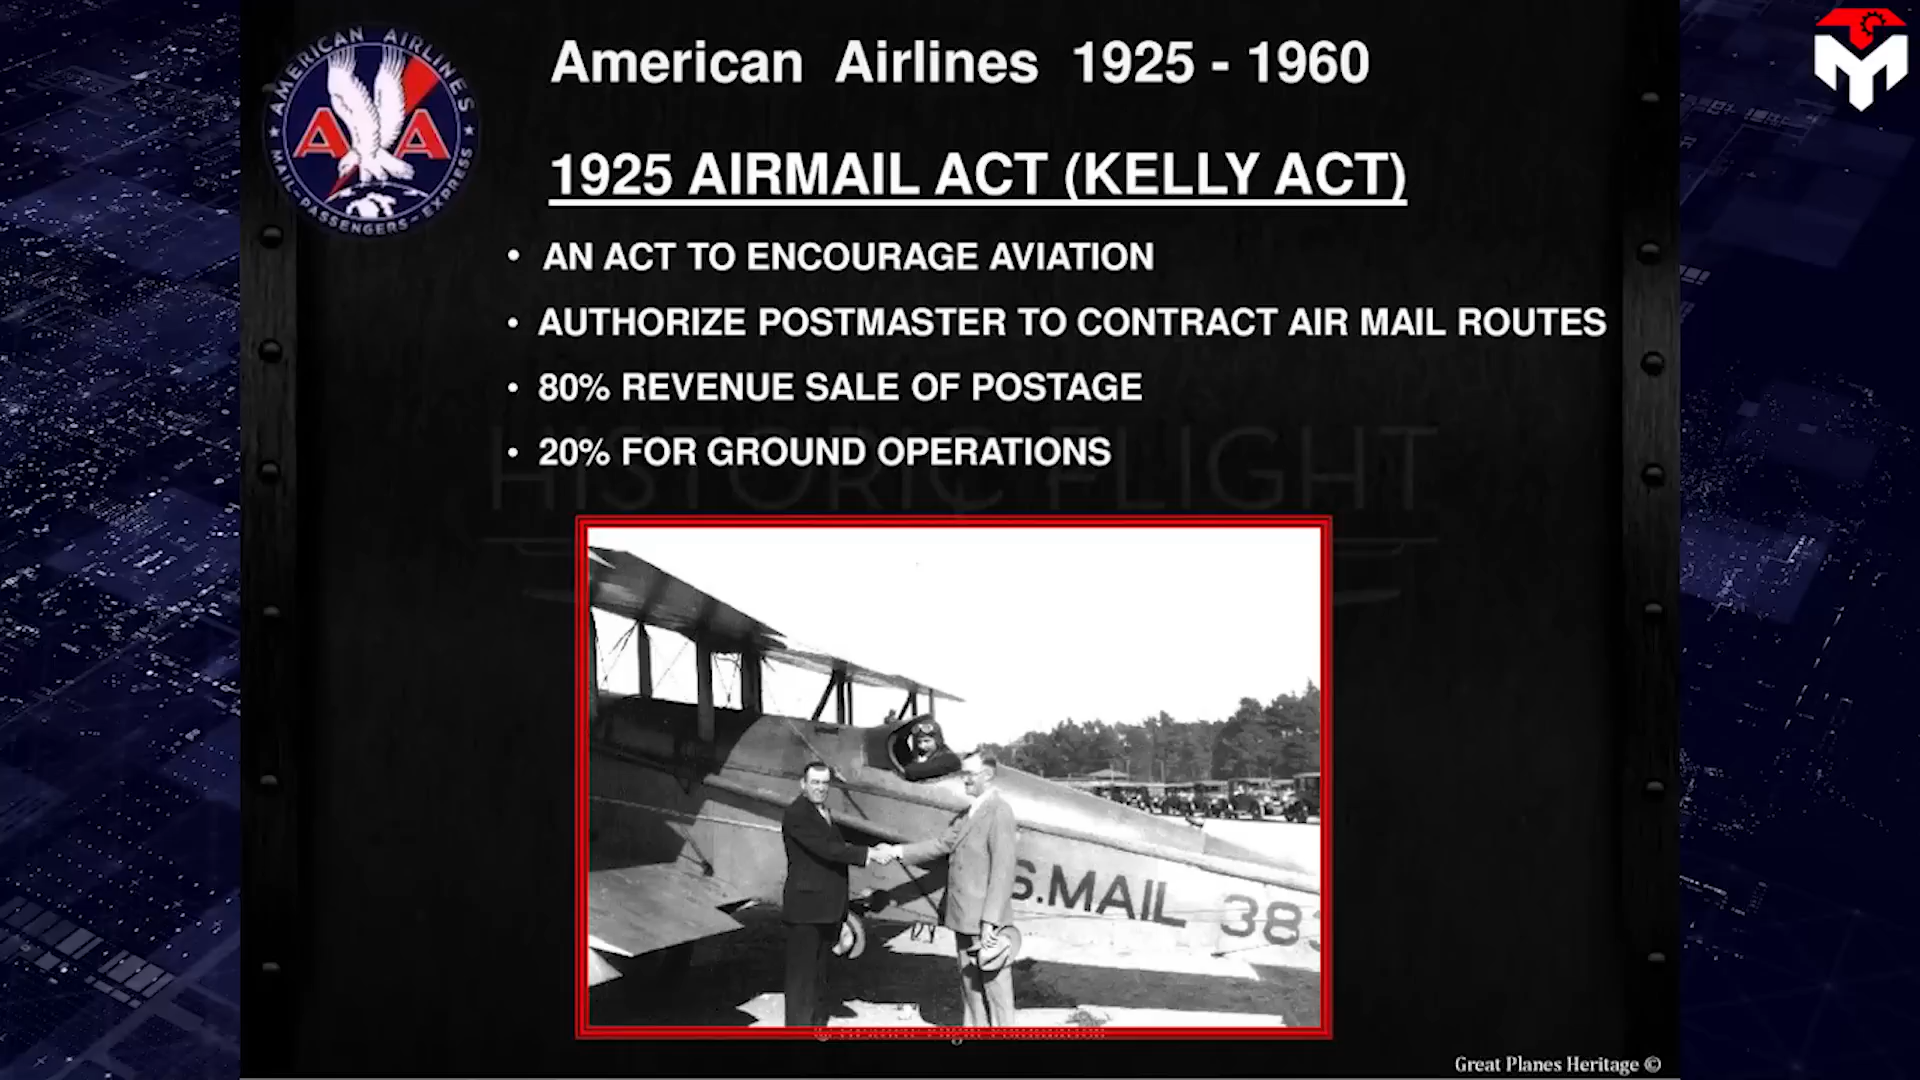 AMERICAN AIRLINES
AA
MAIL-PASSENGERS-EXPRESS
American Airlines 1925 - 1960
1925 AIRMAIL ACT (KELLY ACT)
• AN ACT TO ENCOURAGE AVIATION
• AUTHORIZE POSTMASTER TO CONTRACT AIR MAIL ROUTES
• 80% REVENUE SALE OF POSTAGE
• 20% FOR GROUND OPERATIONS
HISTORIC FLIGHT
S.MAIL 383
Great Planes Heritage ©